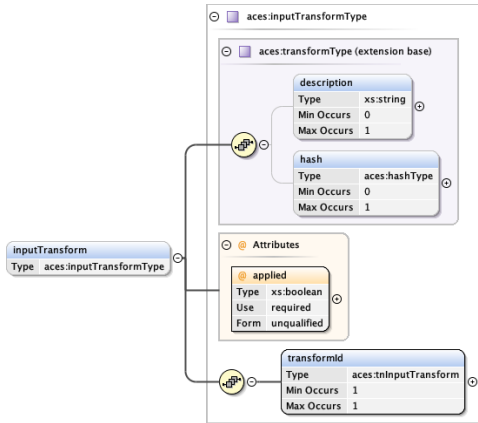 aces:inputTransformType
aces:transformType (extension base)
description
Type xs:string
Min Occurs 0
Max Occurs 1
hash
Type aces:hashType
Min Occurs 0
Max Occurs 1
inputTransform
Type aces:inputTransformType
@ Attributes
@ applied
Type xs:boolean
Use required
Form unqualified
transformId
Type aces:tnInputTransform
Min Occurs 1
Max Occurs 1